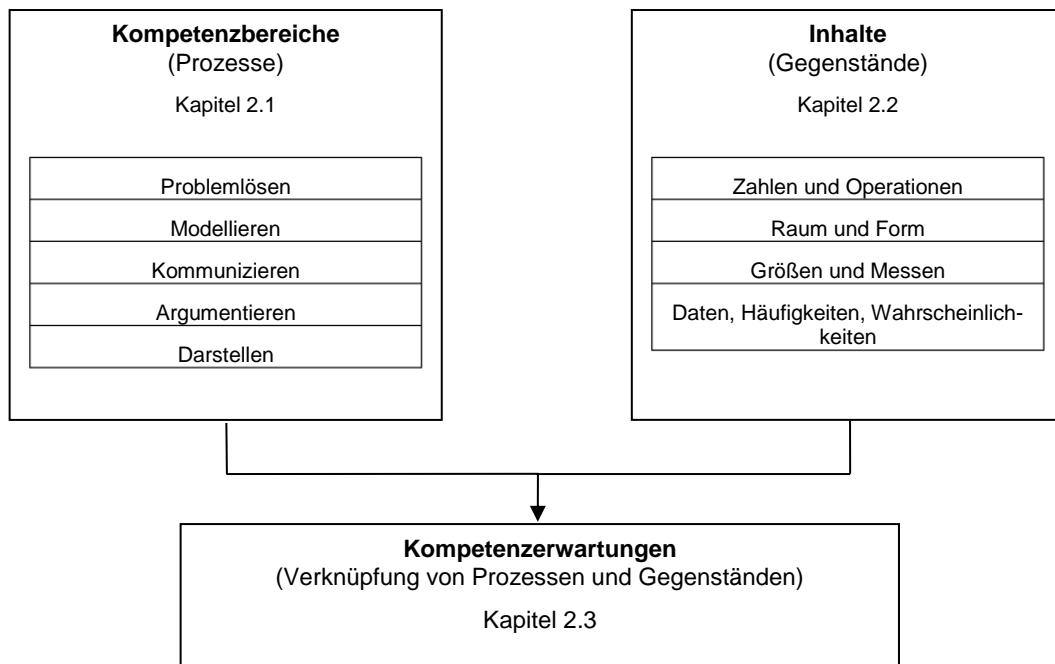 Kompetenzbereiche
(Prozesse)
Kapitel 2.1
Problemlösen
Modellieren
Kommunizieren
Argumentieren
Darstellen
Inhalte
(Gegenstände)
Kapitel 2.2
Zahlen und Operationen
Raum und Form
Größen und Messen
Daten, Häufigkeiten, Wahrscheinlich-
keiten
Kompetenzerwartungen
(Verknüpfung von Prozessen und Gegenständen)
Kapitel 2.3